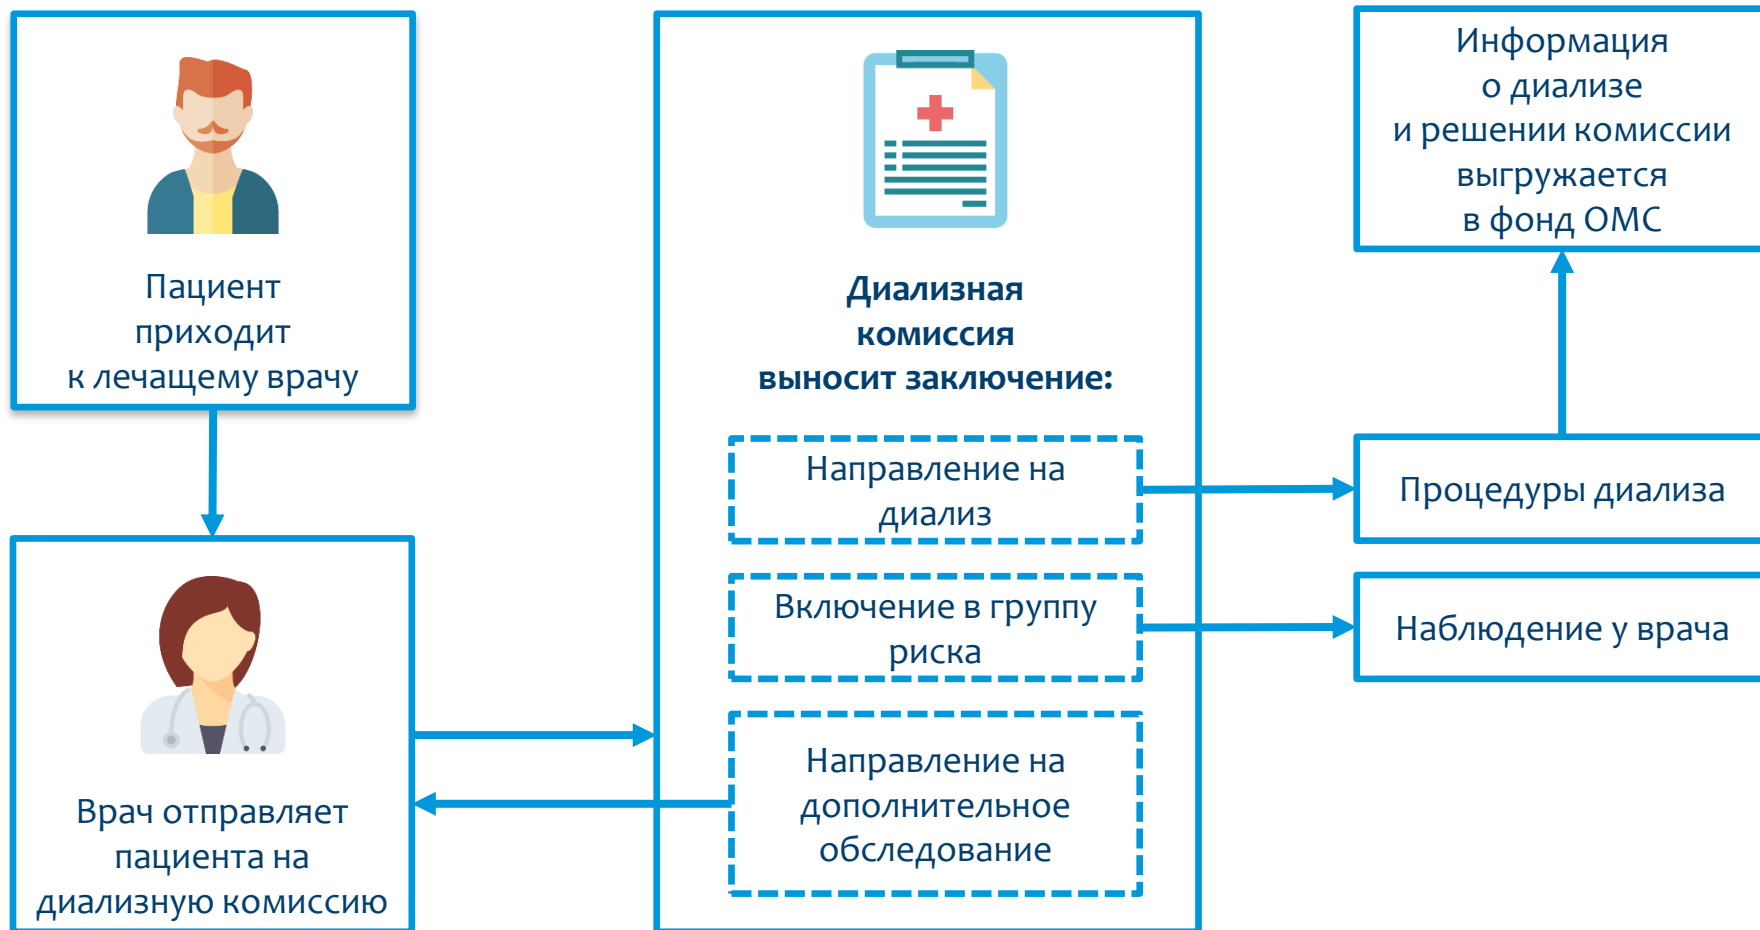 Пациент
приходит
к лечащему врачу
Врач отправляет
пациента на
диализную комиссию
Диализная
комиссия
выносит заключение:
Направление на
диализ
Включение в группу
риска
Направление на
дополнительное
обследование
Информация
о диализе
и решении комиссии
выгружается
в фонд ОМС
Процедуры диализа
Наблюдение у врача